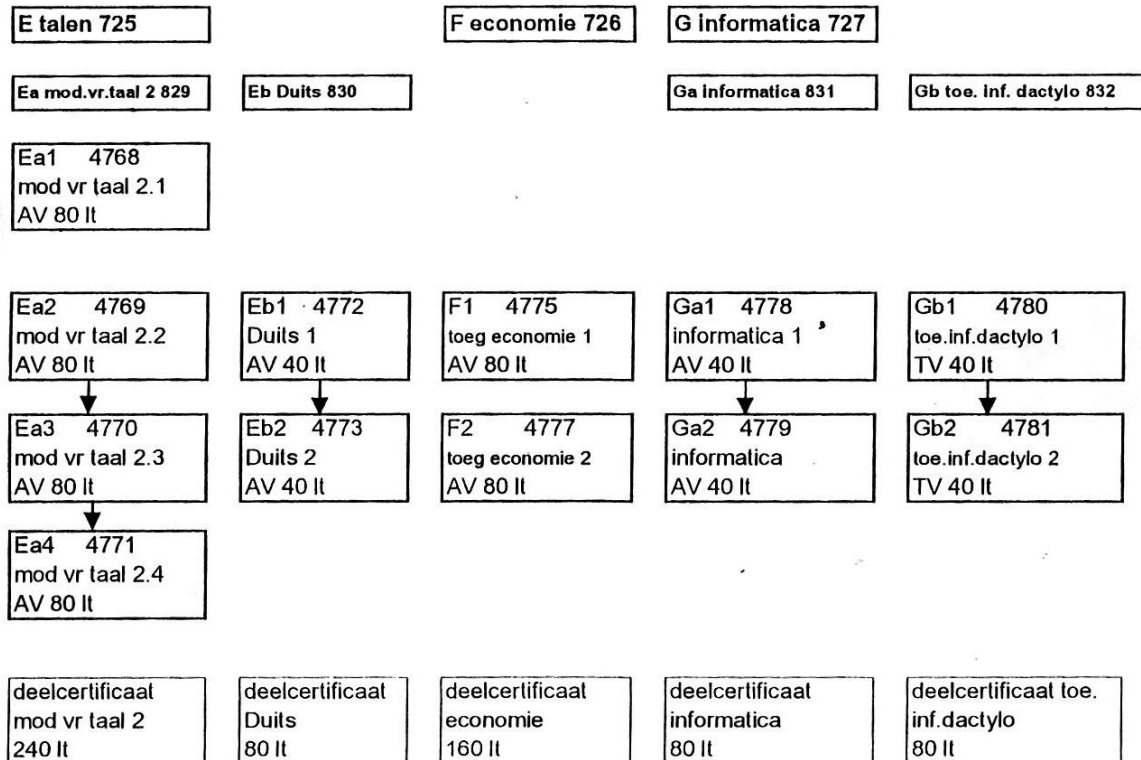 E talen 725
F economie 726
G informatica 727
Ea mod.vr.taal 2 829
Eb Duits 830
Ga informatica 831
Gb toe. inf. dactylo 832
Ea1 4768
mod vr taal 2.1
AV 80 lt
Ea2 4769
mod vr taal 2.2
AV 80 lt
Eb1 4772
Duits 1
AV 40 lt
F1 4775
toeg economie 1
AV 80 lt
Ga1 4778
informatica 1
AV 40 lt
Gb1 4780
toe.inf.dactylo 1
TV 40 lt
Ea3 4770
mod vr taal 2.3
AV 80 lt
Eb2 4773
Duits 2
AV 40 lt
F2 4777
toeg economie 2
AV 80 lt
Ga2 4779
informatica
AV 40 lt
Gb2 4781
toe.inf.dactylo 2
TV 40 lt
Ea4 4771
mod vr taal 2.4
AV 80 lt
deelcertificaat
mod vr taal 2
240 lt
deelcertificaat
Duits
80 lt
deelcertificaat
economie
160 lt
deelcertificaat
informatica
80 lt
deelcertificaat toe.
inf.dactylo
80 lt